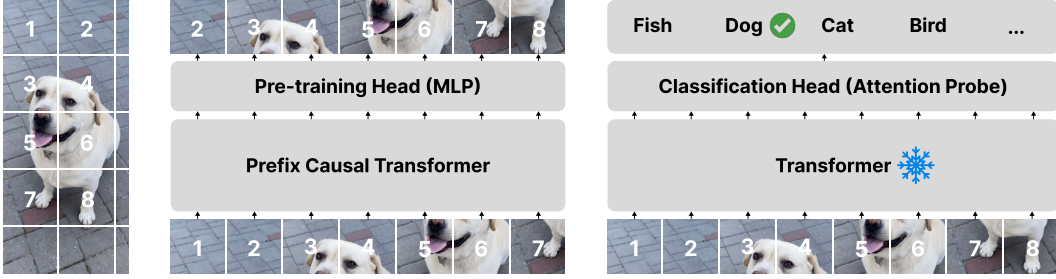 1 2
3 4
5 6
7 8
2 3 4 5 6 7 8
Pre-training Head (MLP)
Prefix Causal Transformer
1 2 3 4 5 6 7
Fish Dog Cat Bird ...
Classification Head (Attention Probe)
Transformer
1 2 3 4 5 6 7 8